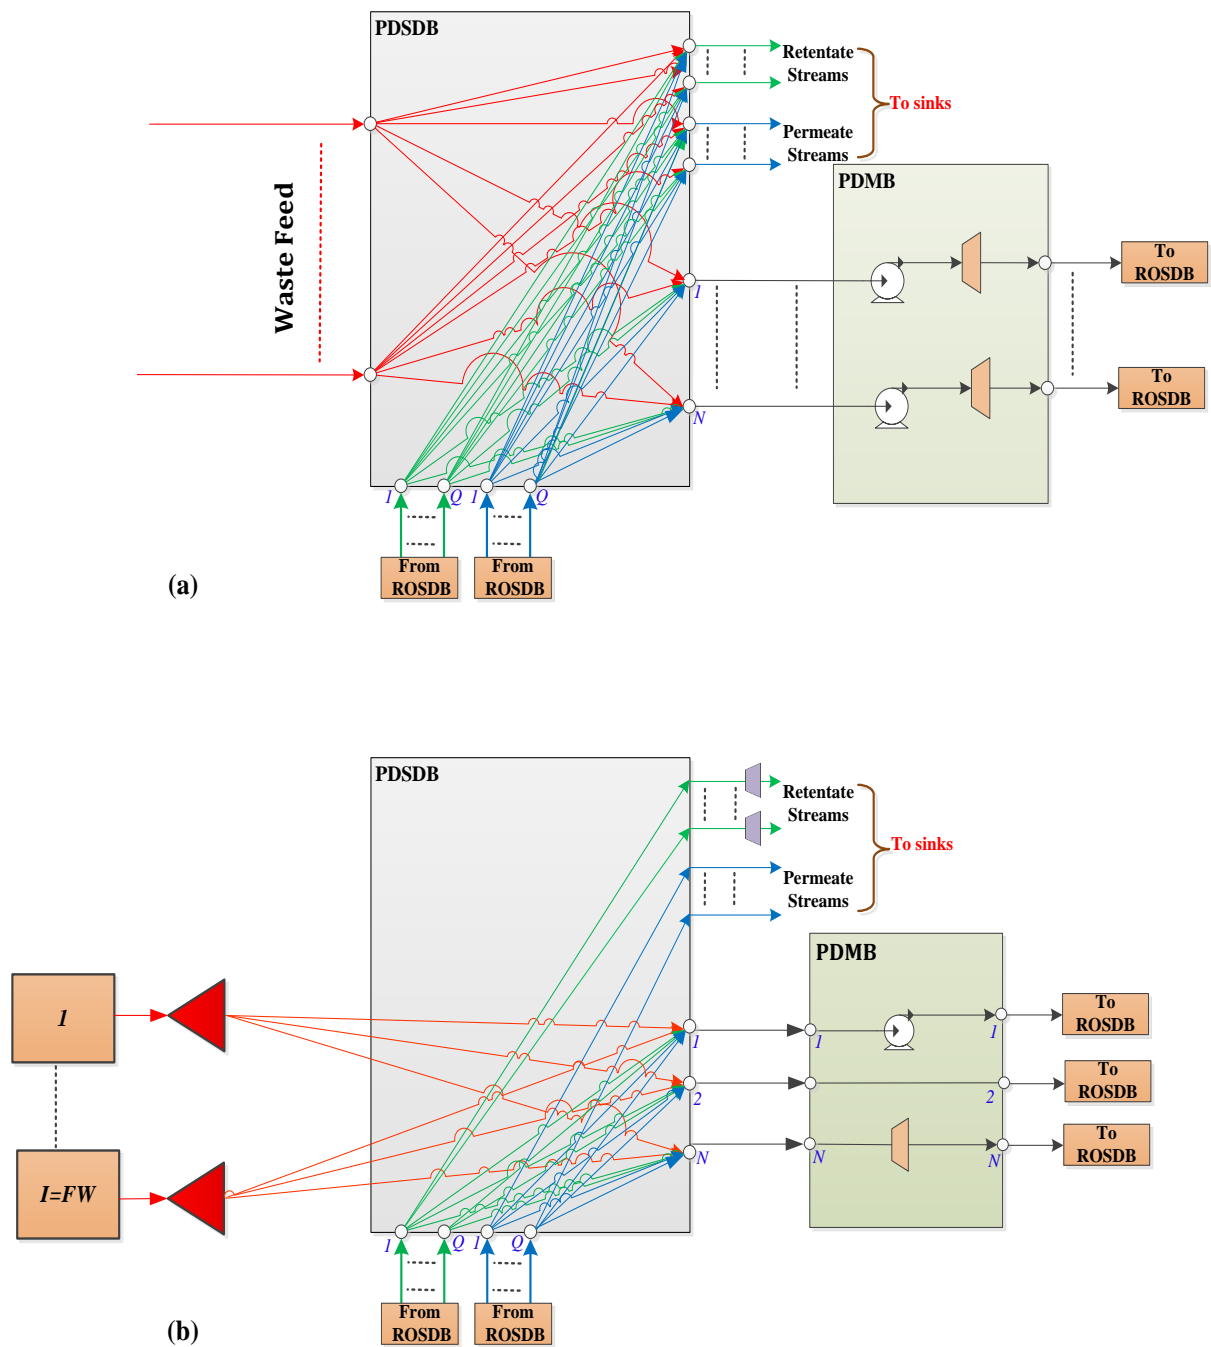 PDSDB
Retentate
Streams
To sinks
Permeate
Streams
Waste Feed
PDMB
To
ROSDB
1
To
ROSDB
N
1
Q
1
Q
From
ROSDB
From
ROSDB
(a)
PDSDB
Retentate
Streams
To sinks
Permeate
Streams
PDMB
1
To
ROSDB
1
1
1
To
ROSDB
2
2
To
ROSDB
N
N
N
I=FW
1
Q
1
Q
From
ROSDB
From
ROSDB
(b)